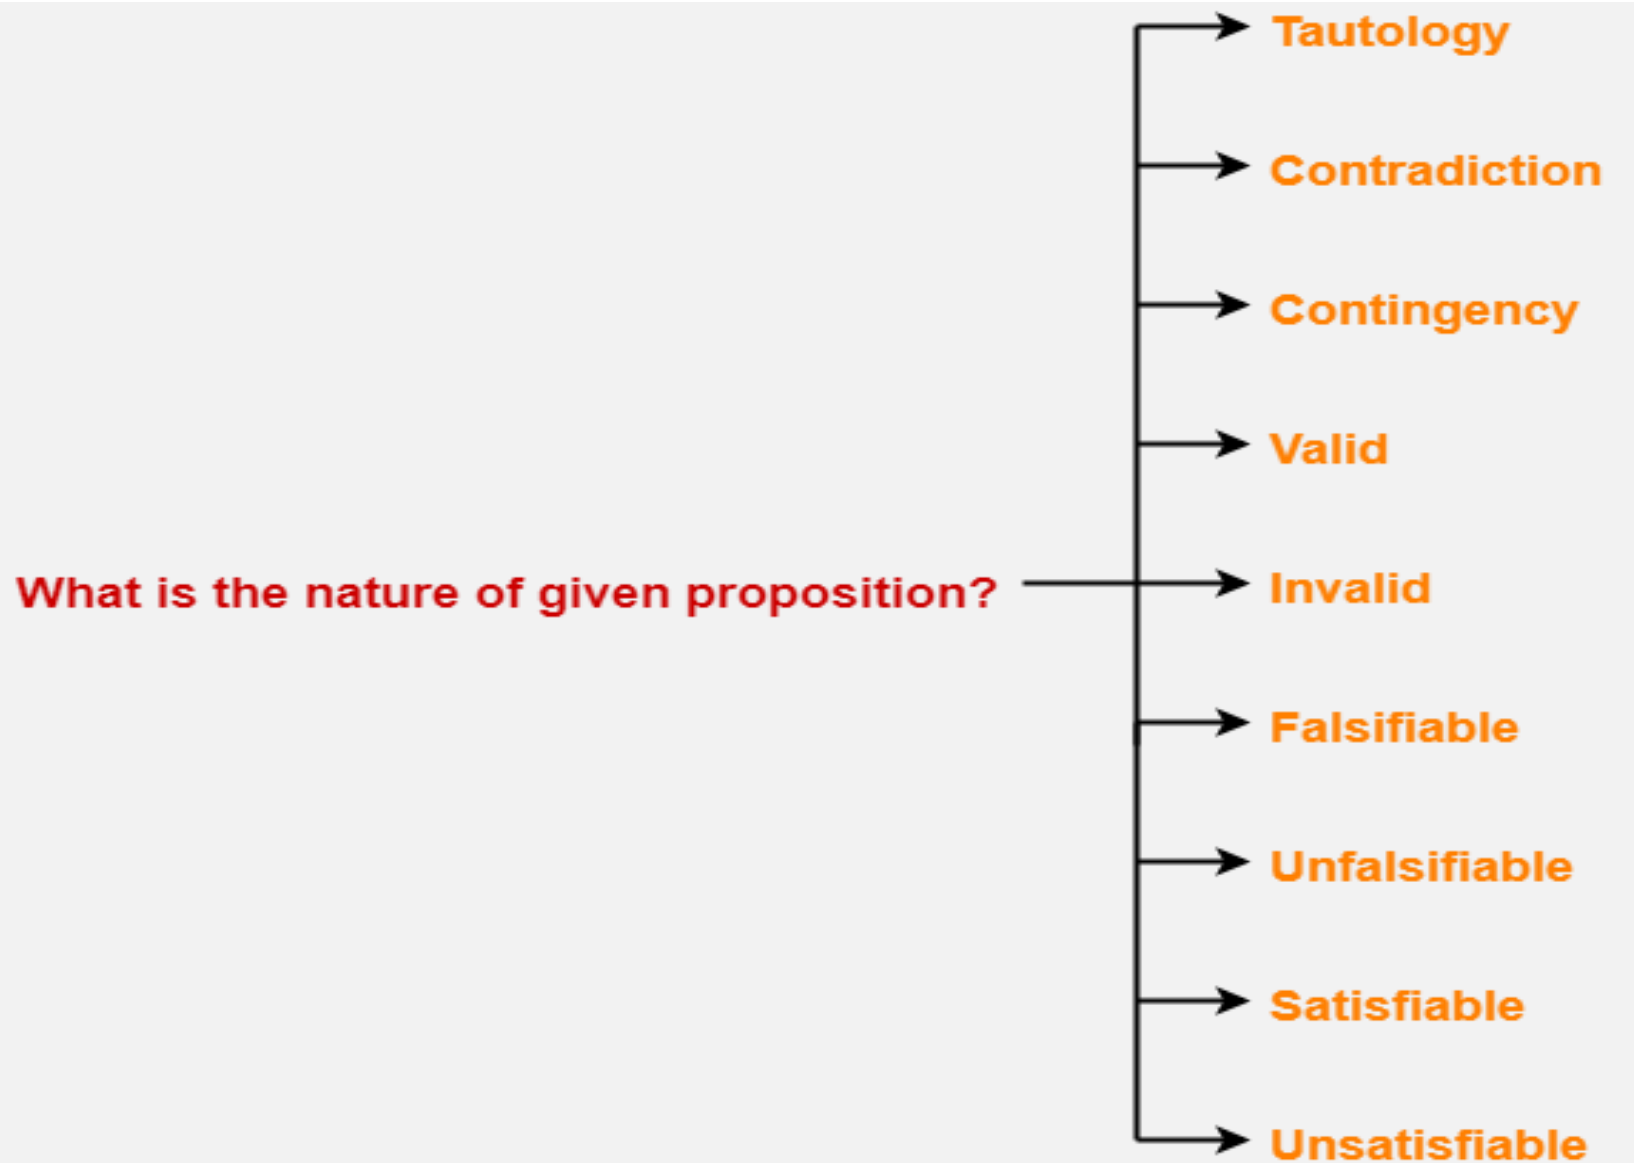 Tautology
Contradiction
Contingency
Valid
What is the nature of given proposition?
Invalid
Falsifiable
Unfalsifiable
Satisfiable
Unsatisfiable